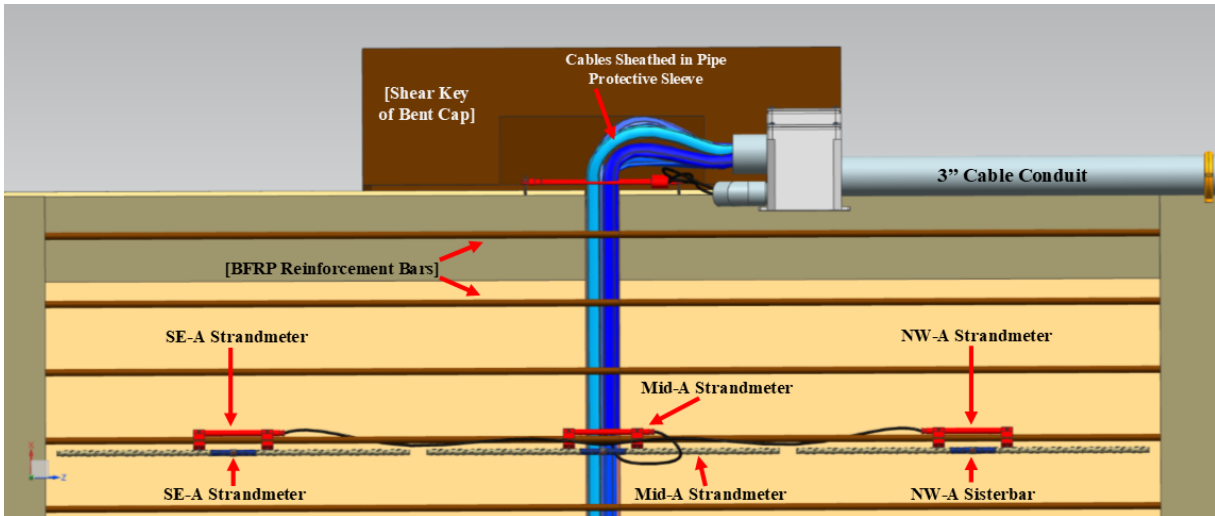 Cables Sheathed in Pipe
Protective Sleeve
[Shear Key
of Bent Cap]
3” Cable Conduit
[BFRP Reinforcement Bars]
SE-A Strandmeter
NW-A Strandmeter
Mid-A Strandmeter
SE-A Strandmeter
Mid-A Strandmeter
NW-A Sisterbar
X
Z